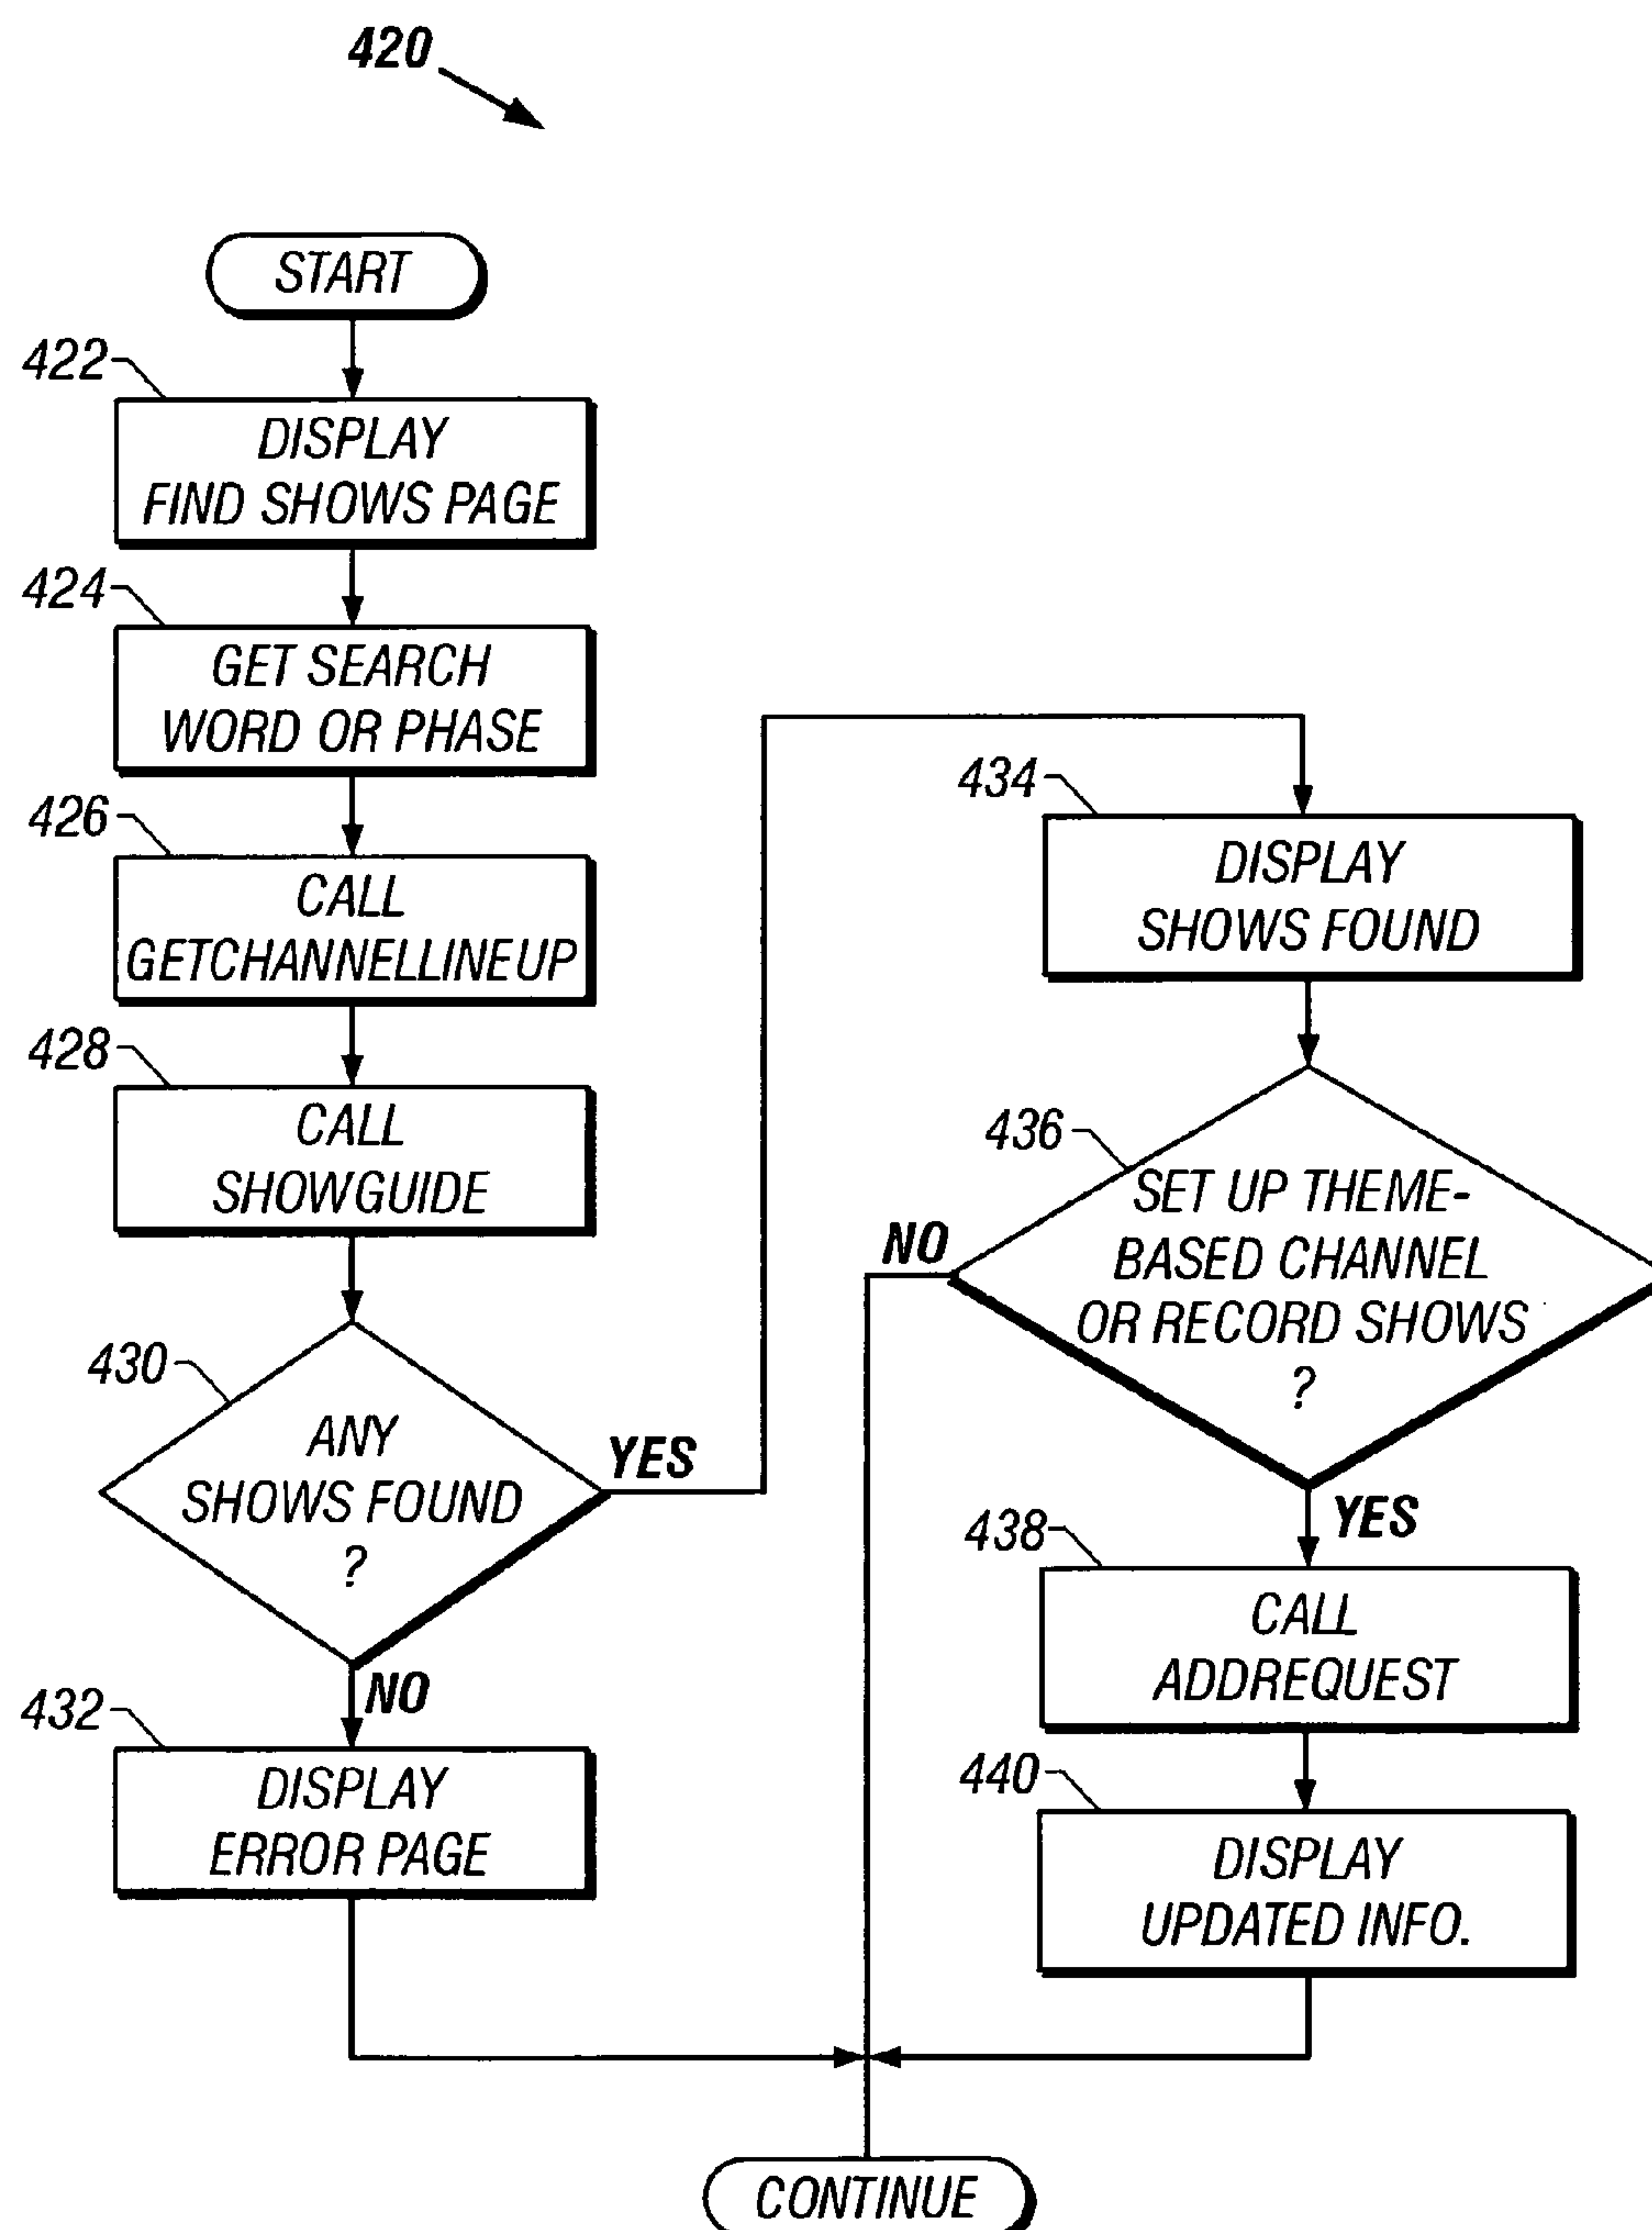 420
START
422
DISPLAY
FIND SHOWS PAGE
424
GET SEARCH
WORD OR PHASE
426
CALL
GETCHANNELLINEUP
428
CALL
SHOWGUIDE
430
ANY
SHOWS FOUND
?
YES
NO
432
DISPLAY
ERROR PAGE
434
DISPLAY
SHOWS FOUND
436
SET UP THEME-
BASED CHANNEL
OR RECORD SHOWS
?
NO
YES
438
CALL
ADDREQUEST
440
DISPLAY
UPDATED INFO.
CONTINUE